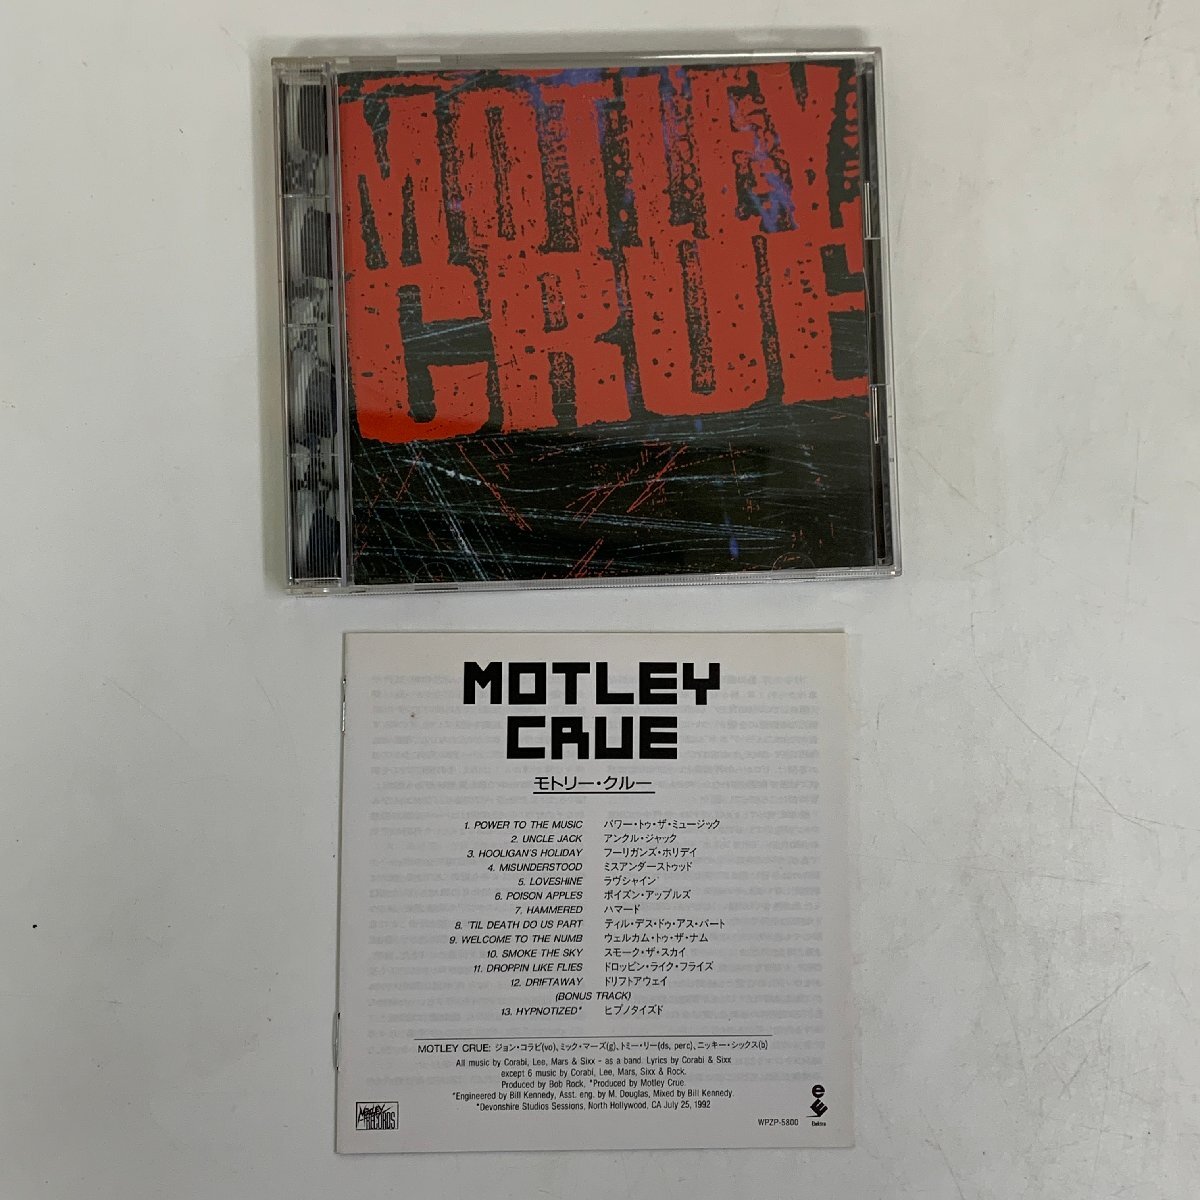 MOTLEY
CRUE
MOTLEY
CRUE
モトリー・クルー
1. POWER TO THE MUSIC パワー・トゥ・ザ・ミュージック
2. UNCLE JACK アンクル・ジャック
3. HOOLIGAN'S HOLIDAY フーリガンズ・ホリデイ
4. MISUNDERSTOOD ミスアンダーストゥッド
5. LOVESHINE ラヴシャイン
6. POISON APPLES ポイズン・アップルズ
7. HAMMERED ハマード
8. 'TIL DEATH DO US PART ティル・デス・ドゥ・アス・パート
9. WELCOME TO THE NUMB ウェルカム・トゥ・ザ・ナム
10. SMOKE THE SKY スモーク・ザ・スカイ
11. DROPPIN LIKE FLIES ドロッピン・ライク・フライズ
12. DRIFTAWAY ドリフトアウェイ
(BONUS TRACK)
13. HYPNOTIZED* ヒプノタイズド
MOTLEY CRUE: ジョン・コラビ(vo)、ミック・マーズ(g)、トミー・リー(ds, perc)、ニッキー・シックス(b)
All music by Corabi, Lee, Mars & Sixx - as a band. Lyrics by Corabi & Sixx
except 6 music by Corabi, Lee, Mars, Sixx & Rock.
Produced by Bob Rock, *Produced by Motley Crue.
*Engineered by Bill Kennedy, Asst. eng. by M. Douglas, Mixed by Bill Kennedy.
*Devonshire Studios Sessions, North Hollywood, CA July 25, 1992
MOTLEY
RECORDS
WPZP-5800
Elektra